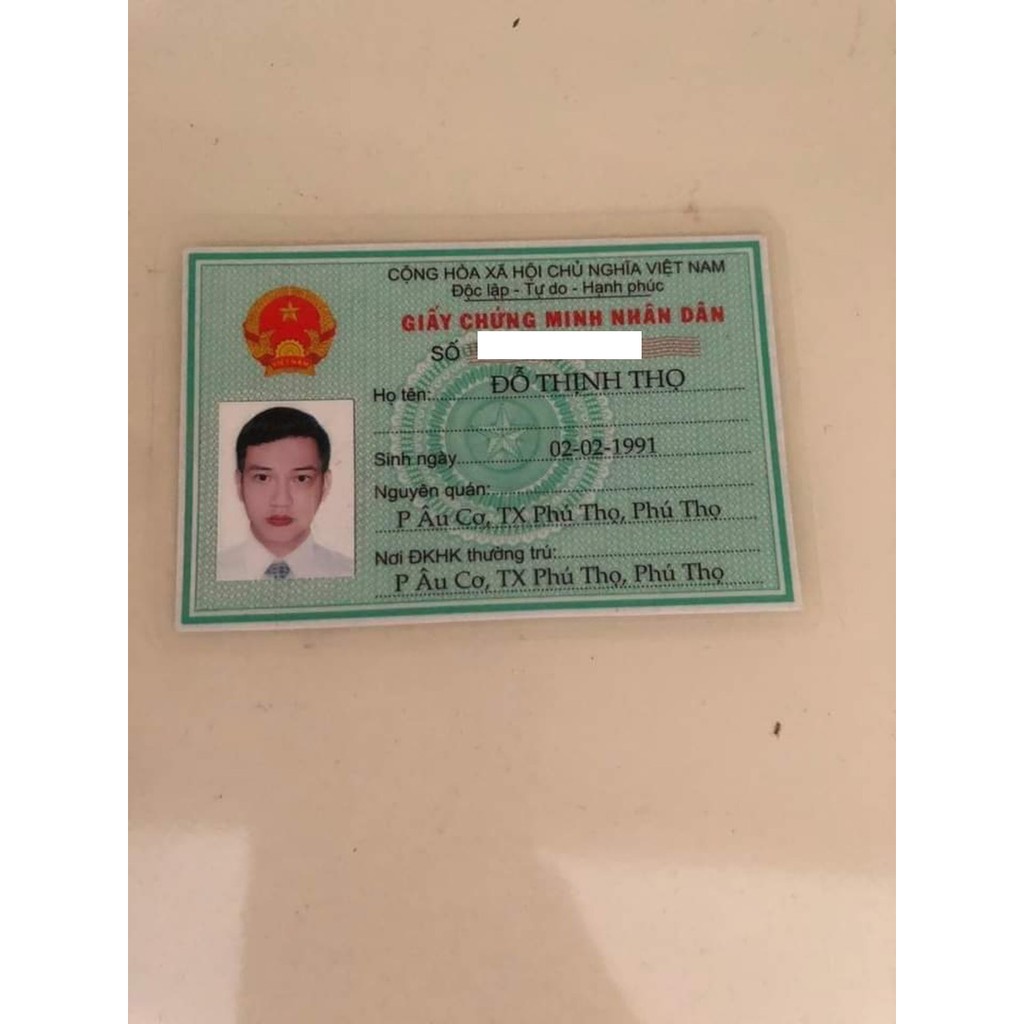 CỘNG HÒA XÃ HỘI CHỦ NGHĨA VIỆT NAM
Độc lập - Tự do - Hạnh phúc
GIẤY CHỨNG MINH NHÂN DÂN
SỐ
Họ tên: ĐỖ THỊNH THỌ
Sinh ngày 02-02-1991
Nguyên quán:
P Âu Cơ, TX Phú Thọ, Phú Thọ
Nơi ĐKHK thường trú:
P Âu Cơ, TX Phú Thọ, Phú Thọ
VIỆT NAM